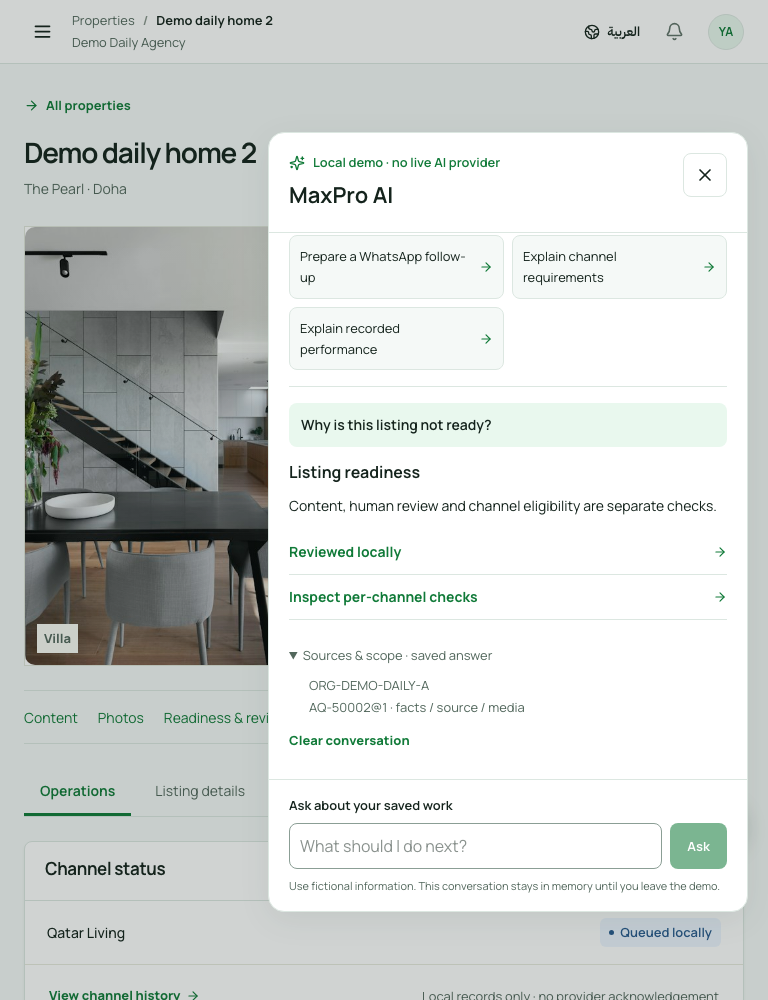 Properties / Demo daily home 2
Demo Daily Agency
العربية
YA
All properties
Demo daily home 2
The Pearl · Doha
Villa
Content Photos Readiness & revi
Operations Listing details
Channel status
Qatar Living
Queued locally
View channel history
Local records only · no provider acknowledgement
Local demo · no live AI provider
MaxPro AI
Prepare a WhatsApp follow-
up
Explain channel
requirements
Explain recorded
performance
Why is this listing not ready?
Listing readiness
Content, human review and channel eligibility are separate checks.
Reviewed locally
Inspect per-channel checks
Sources & scope · saved answer
ORG-DEMO-DAILY-A
AQ-50002@1 · facts / source / media
Clear conversation
Ask about your saved work
What should I do next?
Ask
Use fictional information. This conversation stays in memory until you leave the demo.